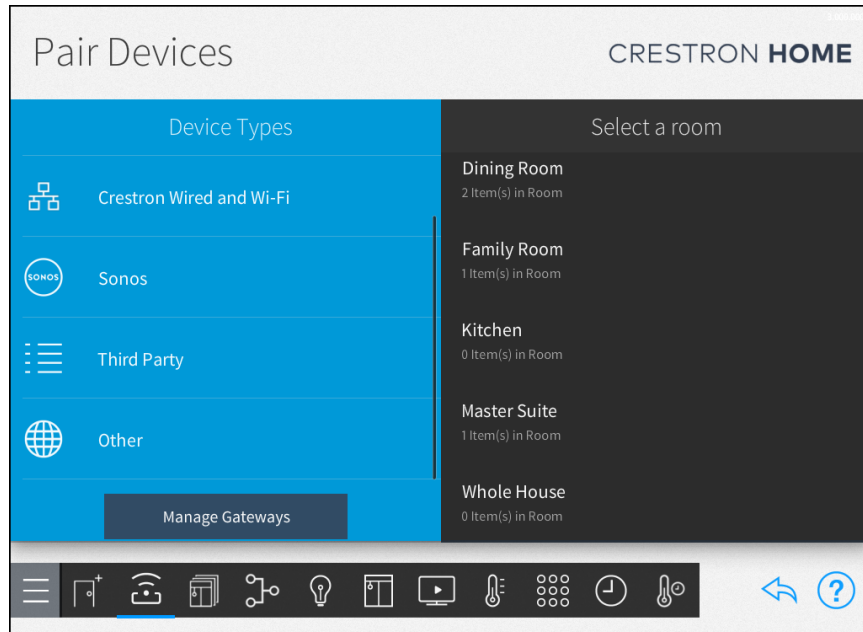 Pair Devices
CRESTRON HOME
Device Types
Select a room
Crestron Wired and Wi-Fi
SONOS
Sonos
Third Party
Other
Manage Gateways
Dining Room
2 Item(s) in Room
Family Room
1 Item(s) in Room
Kitchen
0 Item(s) in Room
Master Suite
1 Item(s) in Room
Whole House
0 Item(s) in Room
?